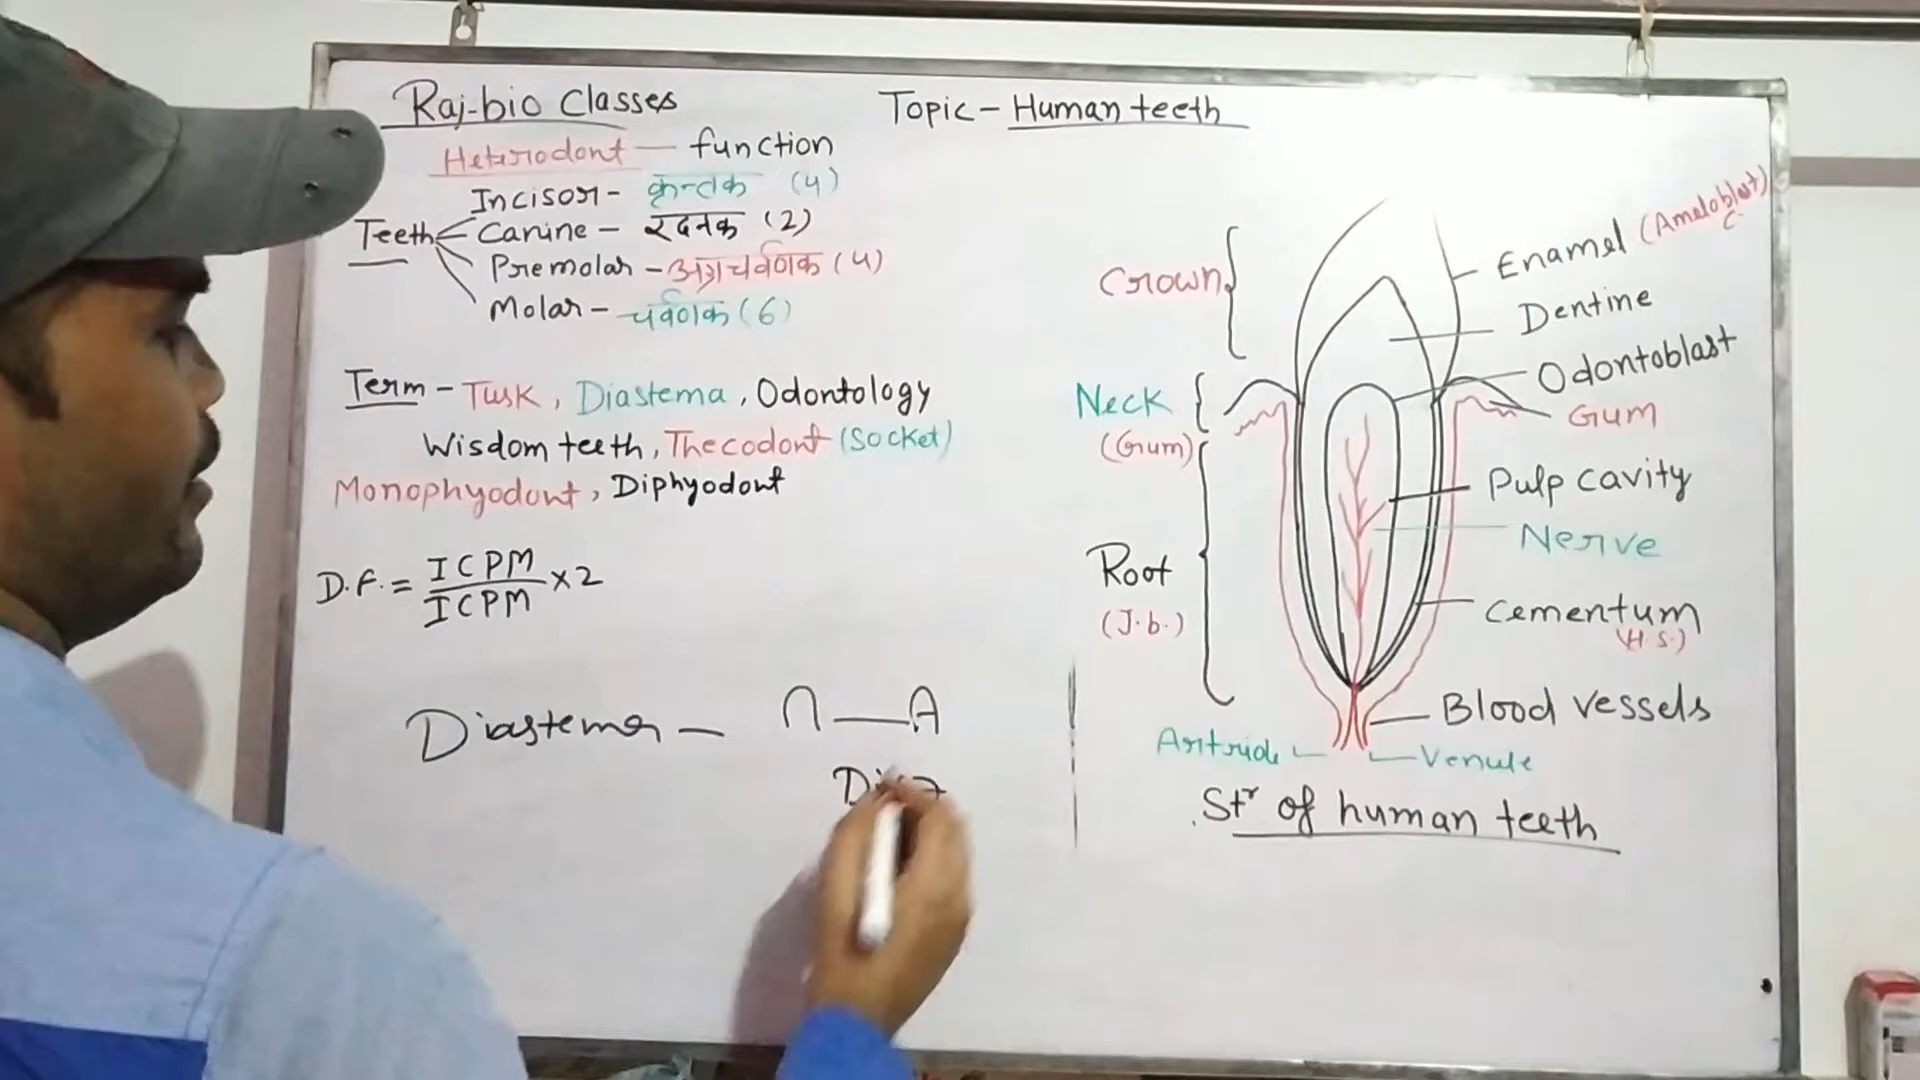 Raj-bio Classes
Topic - Human teeth
Heterodont — function
Incisor - कृन्तक (4)
Teeth
Canine - रदनक (2)
Premolar - अग्रचर्वणक (4)
Molar - चर्वणक (6)
Term - Tusk, Diastema, Odontology
Wisdom teeth, Thecodont (Socket)
Monophyodont, Diphyodont
D.F. = ICPM / ICPM × 2
Diastema —
Crown
Neck
(Gum)
Root
(J.b.)
Enamel (Ameloblast)
Dentine
Odontoblast
Gum
Pulp cavity
Nerve
Cementum
(H.S.)
Blood vessels
Venule
Str of human teeth